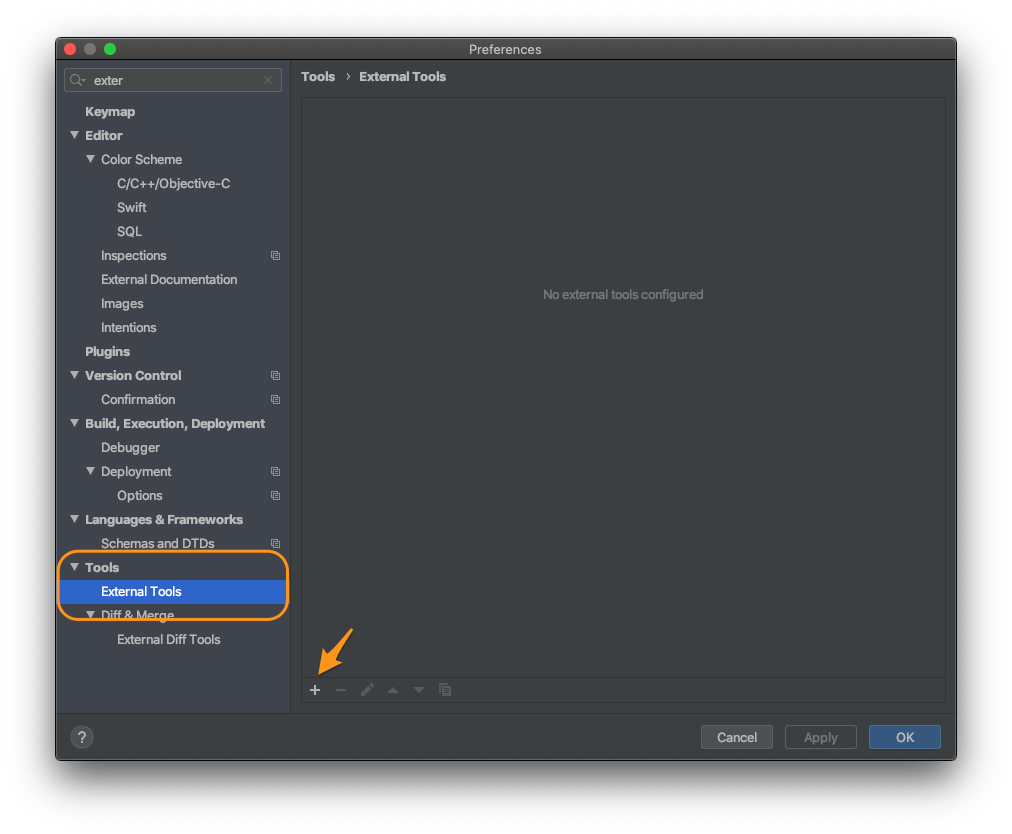 Preferences
exter
Keymap
Editor
Color Scheme
C/C++/Objective-C
Swift
SQL
Inspections
External Documentation
Images
Intentions
Plugins
Version Control
Confirmation
Build, Execution, Deployment
Debugger
Deployment
Options
Languages & Frameworks
Schemas and DTDs
Tools
External Tools
Diff & Merge
External Diff Tools
Tools › External Tools
No external tools configured
?
Cancel
Apply
OK